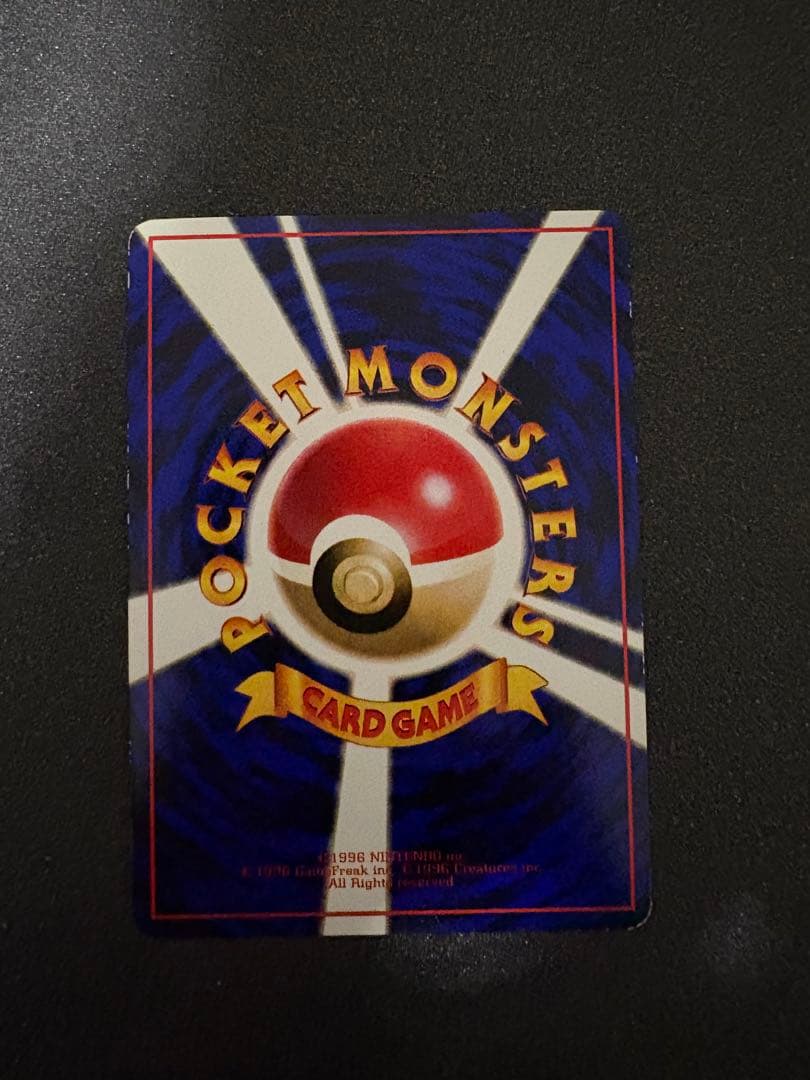 POCKET MONSTERS
CARD GAME
©1996 NINTENDO inc.
© 1996 GameFreak inc. © 1996 Creatures inc.
All Rights reserved